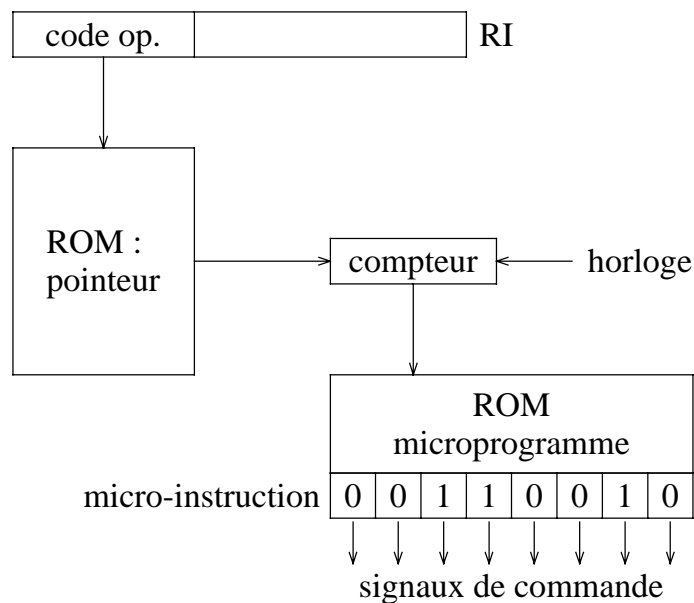 code op.
RI
ROM :
pointeur
compteur
horloge
ROM
microprogramme
micro-instruction 0 0 1 1 0 0 1 0
signaux de commande